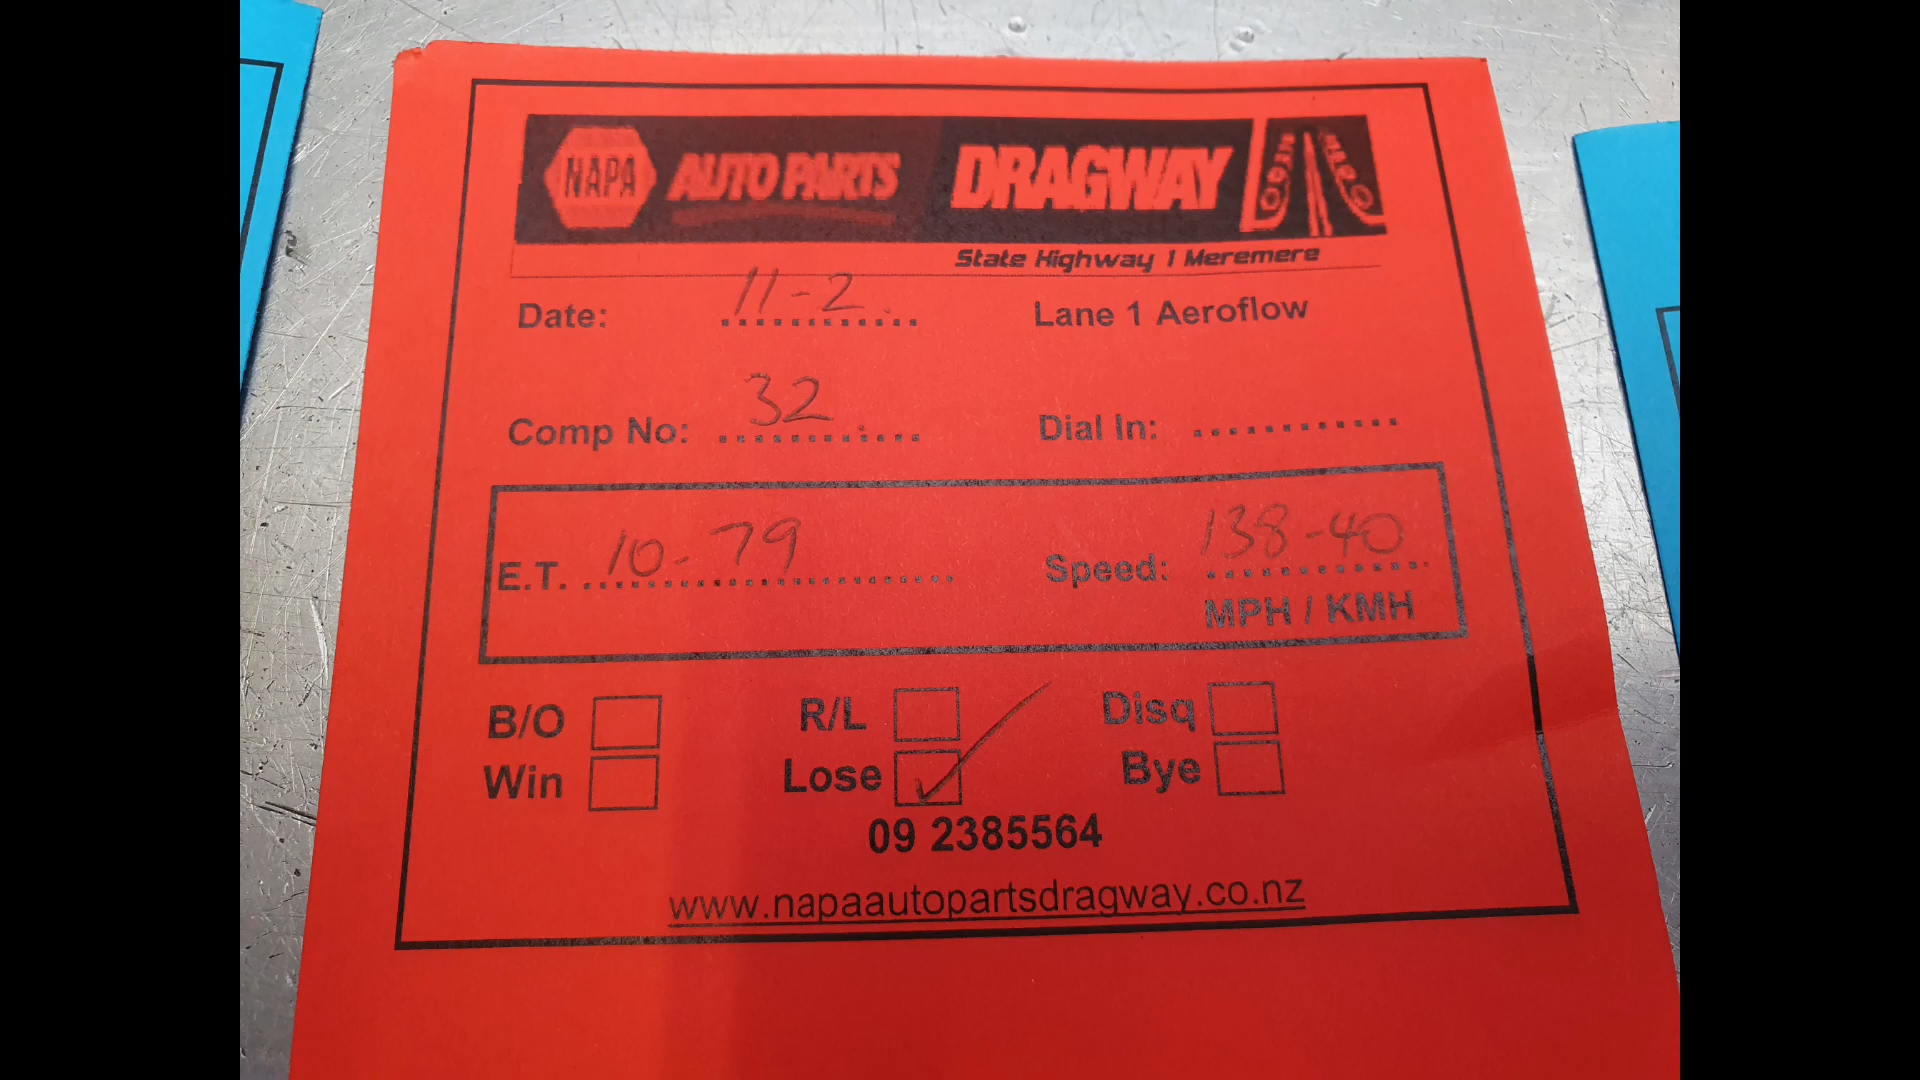 NAPA AUTO PARTS DRAGWAY
State Highway 1 Meremere
Date: 11-2. Lane 1 Aeroflow
Comp No: 32 Dial In: ............
E.T. 10-79 Speed: 138-40
MPH / KMH
B/O R/L Disq
Win Lose ✓ Bye
09 2385564
www.napaautopartsdragway.co.nz